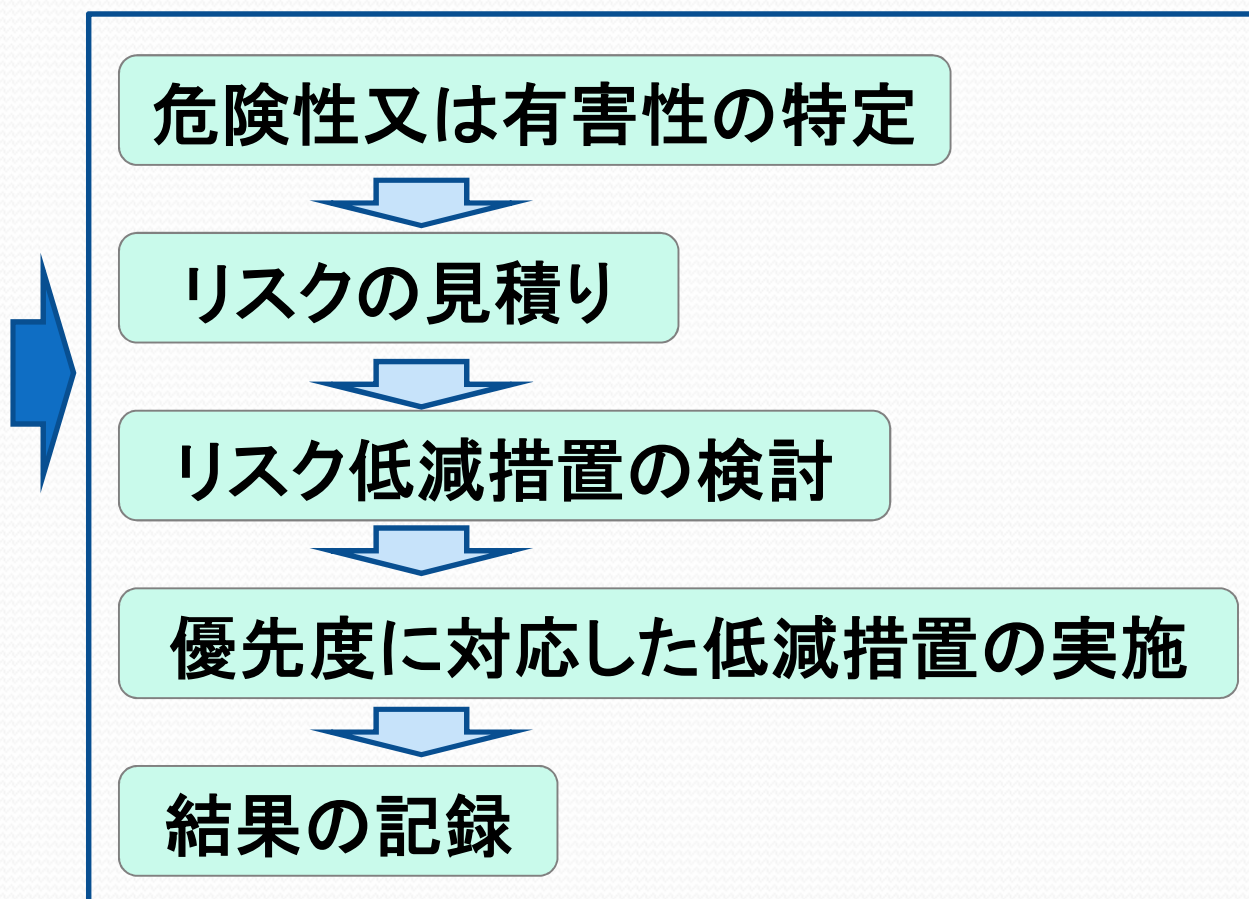 危険性又は有害性の特定
リスクの見積り
リスク低減措置の検討
優先度に対応した低減措置の実施
結果の記録